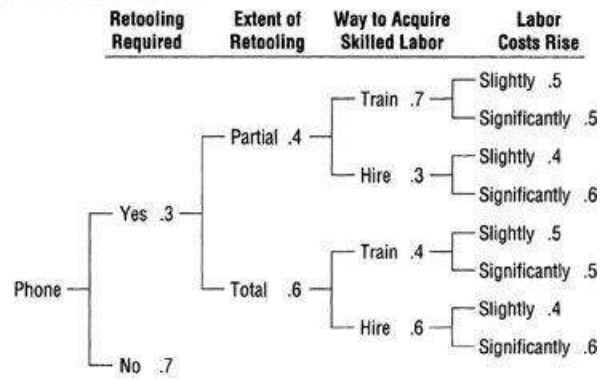 Retooling Required
Extent of Retooling
Way to Acquire Skilled Labor
Labor Costs Rise
Slightly .5
Train .7
Significantly .5
Partial .4
Slightly .4
Hire .3
Significantly .6
Yes .3
Slightly .5
Train .4
Significantly .5
Phone
Total .6
Slightly .4
Hire .6
Significantly .6
No .7